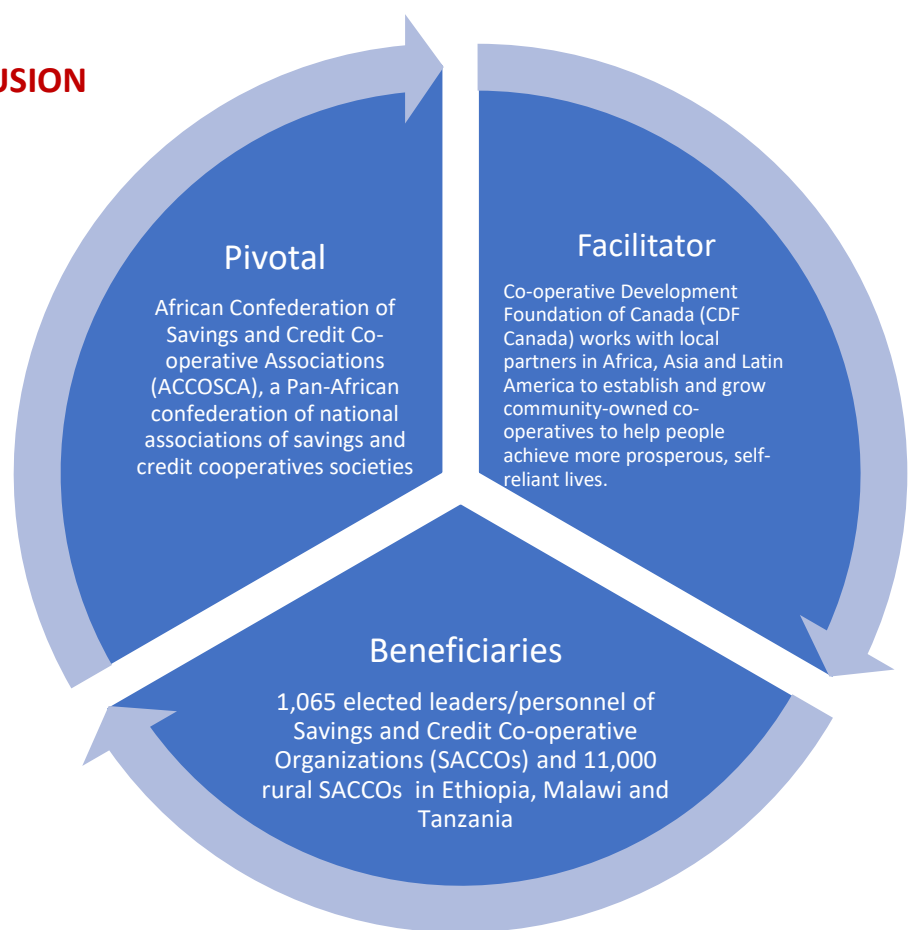 USION
Pivotal
African Confederation of
Savings and Credit Co-
operative Associations
(ACCOSCA), a Pan-African
confederation of national
associations of savings and
credit cooperatives societies
Facilitator
Co-operative Development
Foundation of Canada (CDF
Canada) works with local
partners in Africa, Asia and Latin
America to establish and grow
community-owned co-
operatives to help people
achieve more prosperous, self-
reliant lives.
Beneficiaries
1,065 elected leaders/personnel of
Savings and Credit Co-operative
Organizations (SACCOs) and 11,000
rural SACCOs in Ethiopia, Malawi and
Tanzania